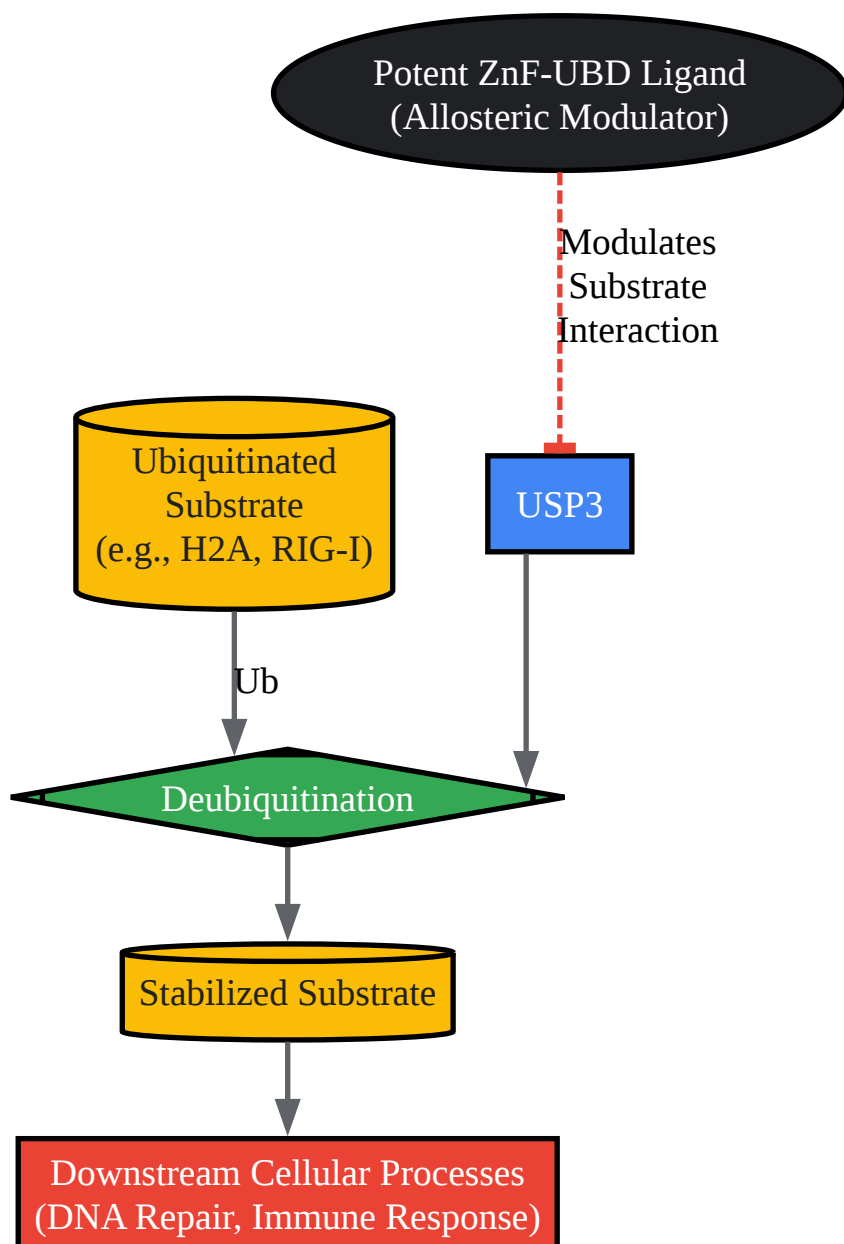 Potent ZnF-UBD Ligand
(Allosteric Modulator)
Modulates
Substrate
Interaction
Ubiquitinated
Substrate
(e.g., H2A, RIG-I)
USP3
Ub
Deubiquitination
Stabilized Substrate
Downstream Cellular Processes
(DNA Repair, Immune Response)